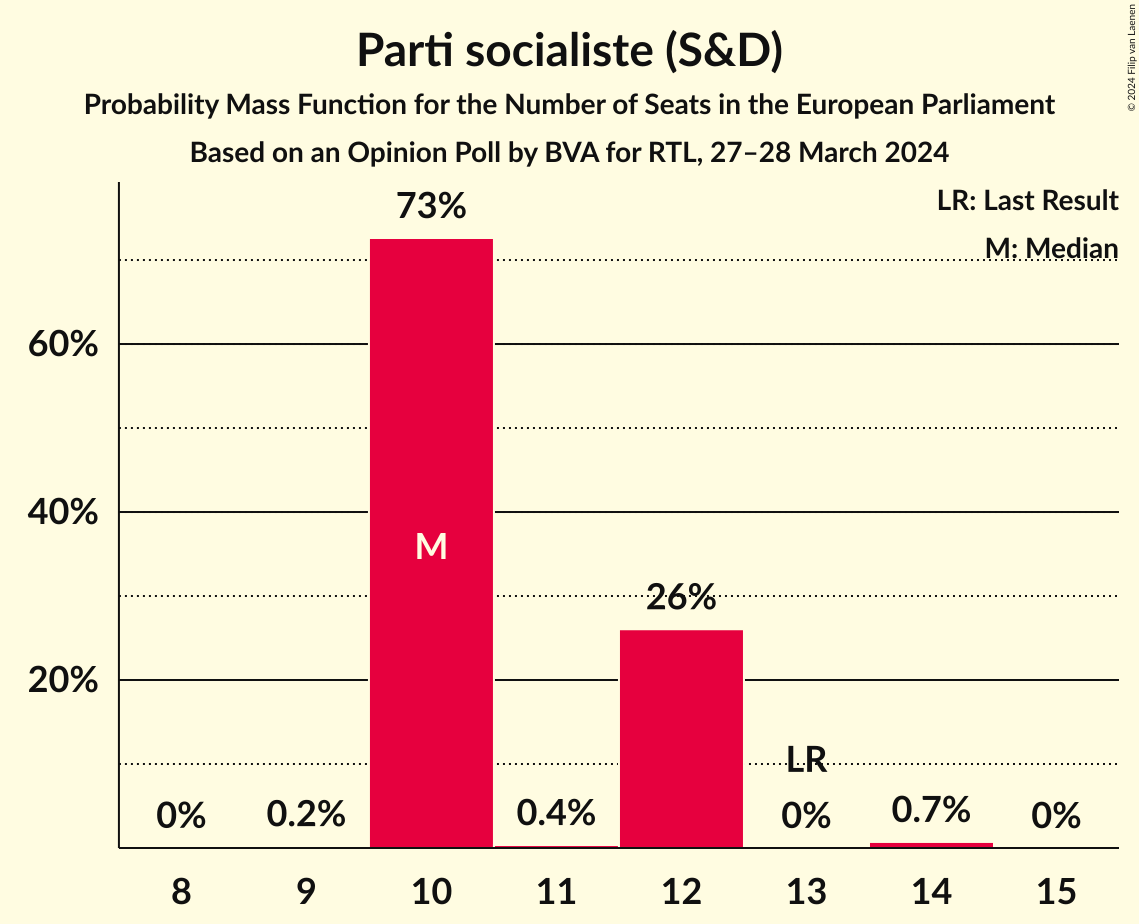 Parti socialiste (S&D)
Probability Mass Function for the Number of Seats in the European Parliament
Based on an Opinion Poll by BVA for RTL, 27–28 March 2024
© 2024 Filip van Laenen
LR: Last Result
M: Median
73%
60%
40%
M
26%
20%
LR
0%
0.2%
0.4%
0%
0.7%
0%
8
9
10
11
12
13
14
15